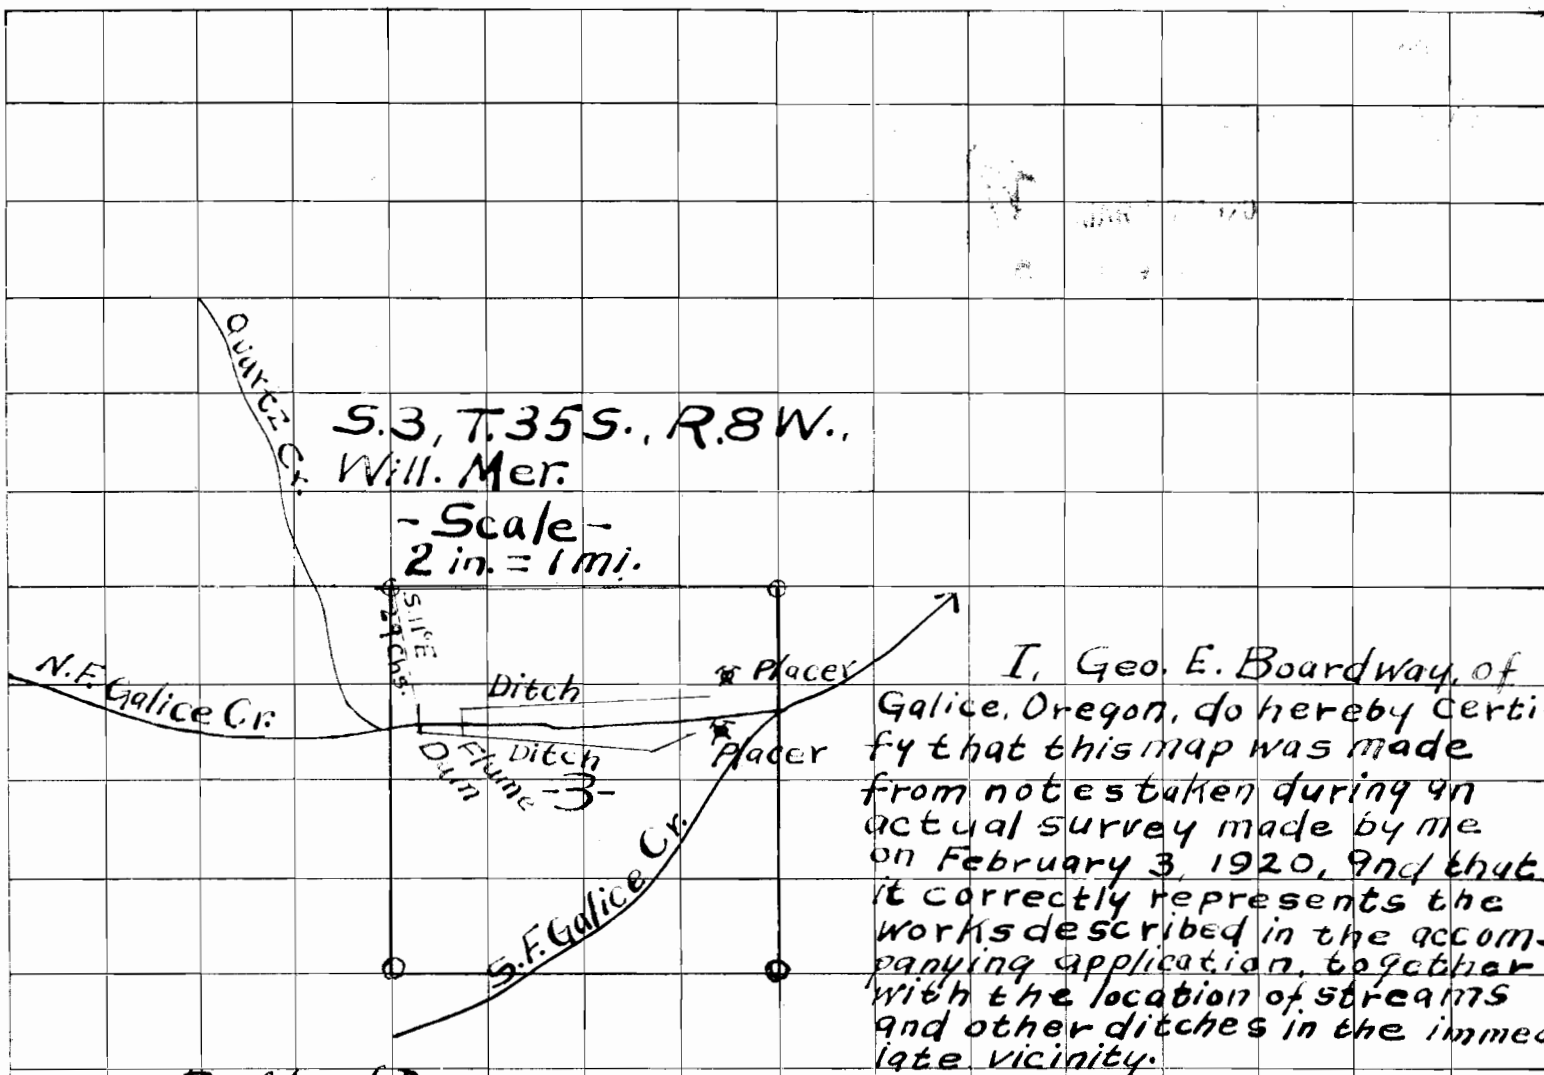 Quartz Cr.
S.3, T.35S., R.8W.,
Will. Mer.
- Scale -
2 in. = 1 mi.
S.11°E
29 Chs.
N.F. Galice Cr.
Ditch
Placer
Ditch
Placer
Dam
Flume
-3-
S.F. Galice Cr.
I, Geo. E. Boardway, of
Galice, Oregon, do hereby certi-
fy that this map was made
from notes taken during an
actual survey made by me
on February 3, 1920, and that
it correctly represents the
works described in the accom-
panying application, together
with the location of streams
and other ditches in the immed
iate vicinity.